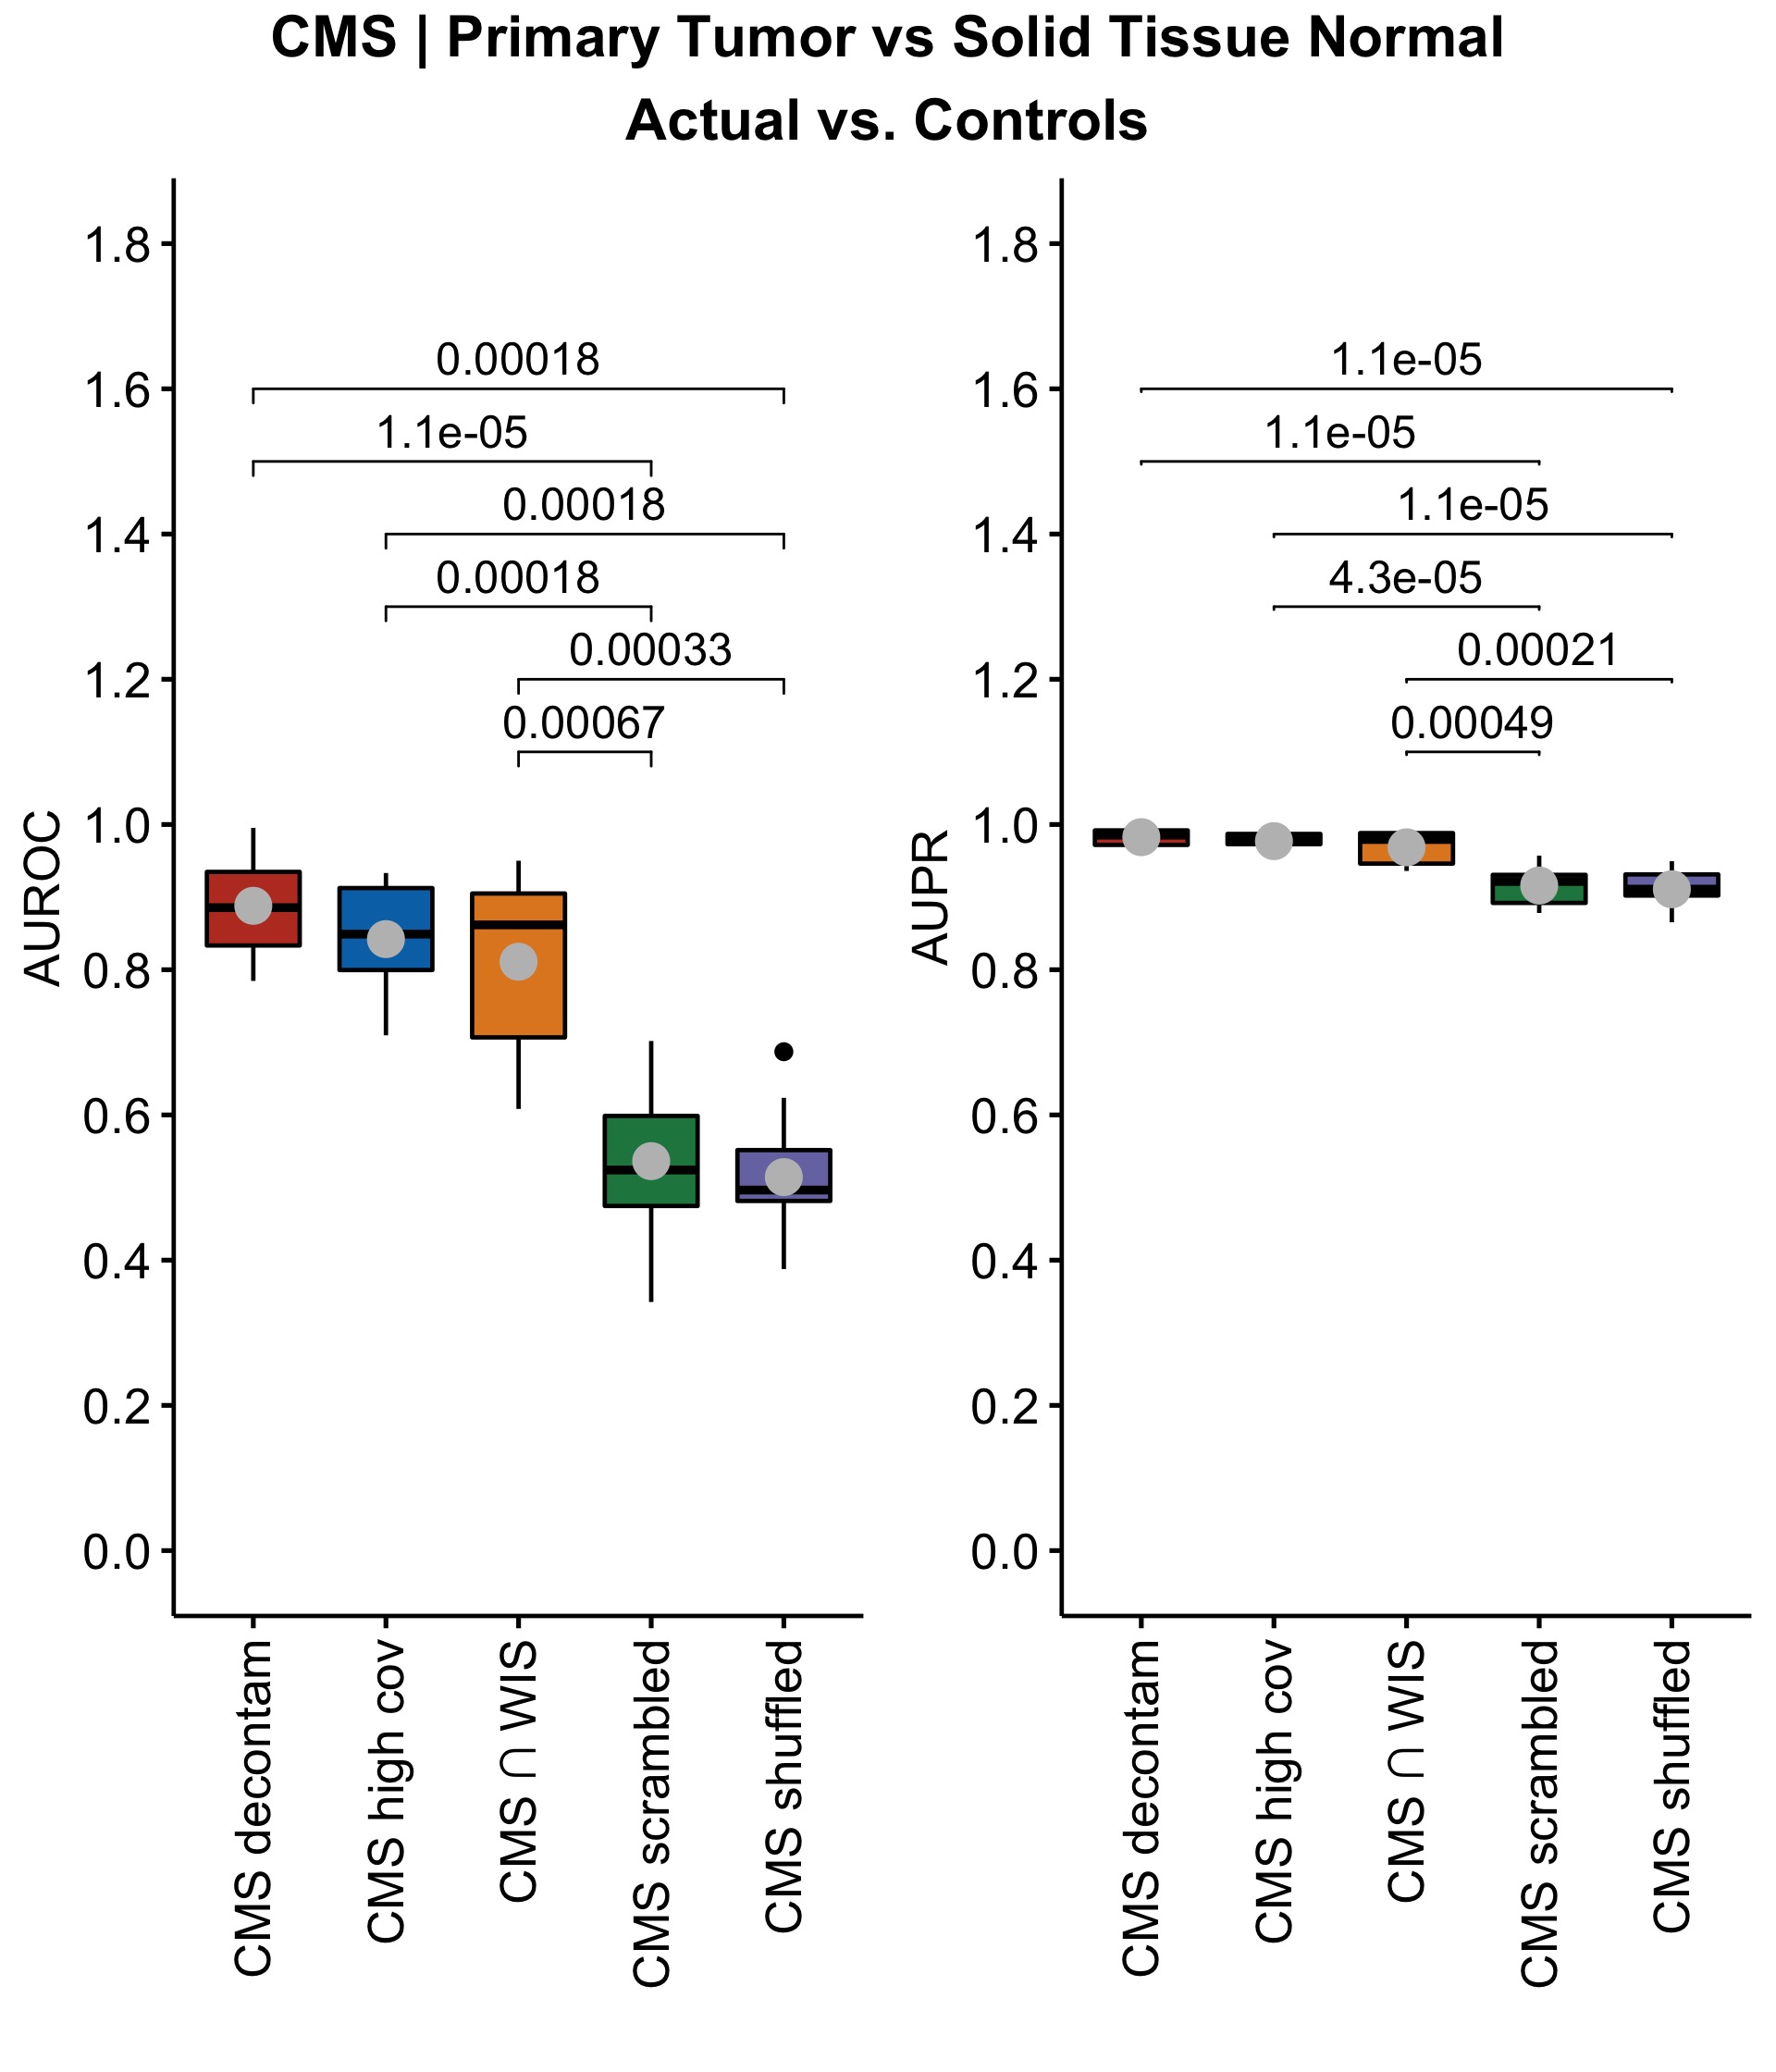 CMS | Primary Tumor vs Solid Tissue Normal
Actual vs. Controls
AUROC
1.8
1.6
1.4
1.2
1.0
0.8
0.6
0.4
0.2
0.0
0.00018
1.1e-05
0.00018
0.00018
0.00033
0.00067
CMS decontam
CMS high cov
CMS ∩ WIS
CMS scrambled
CMS shuffled
AUPR
1.8
1.6
1.4
1.2
1.0
0.8
0.6
0.4
0.2
0.0
1.1e-05
1.1e-05
1.1e-05
4.3e-05
0.00021
0.00049
CMS decontam
CMS high cov
CMS ∩ WIS
CMS scrambled
CMS shuffled